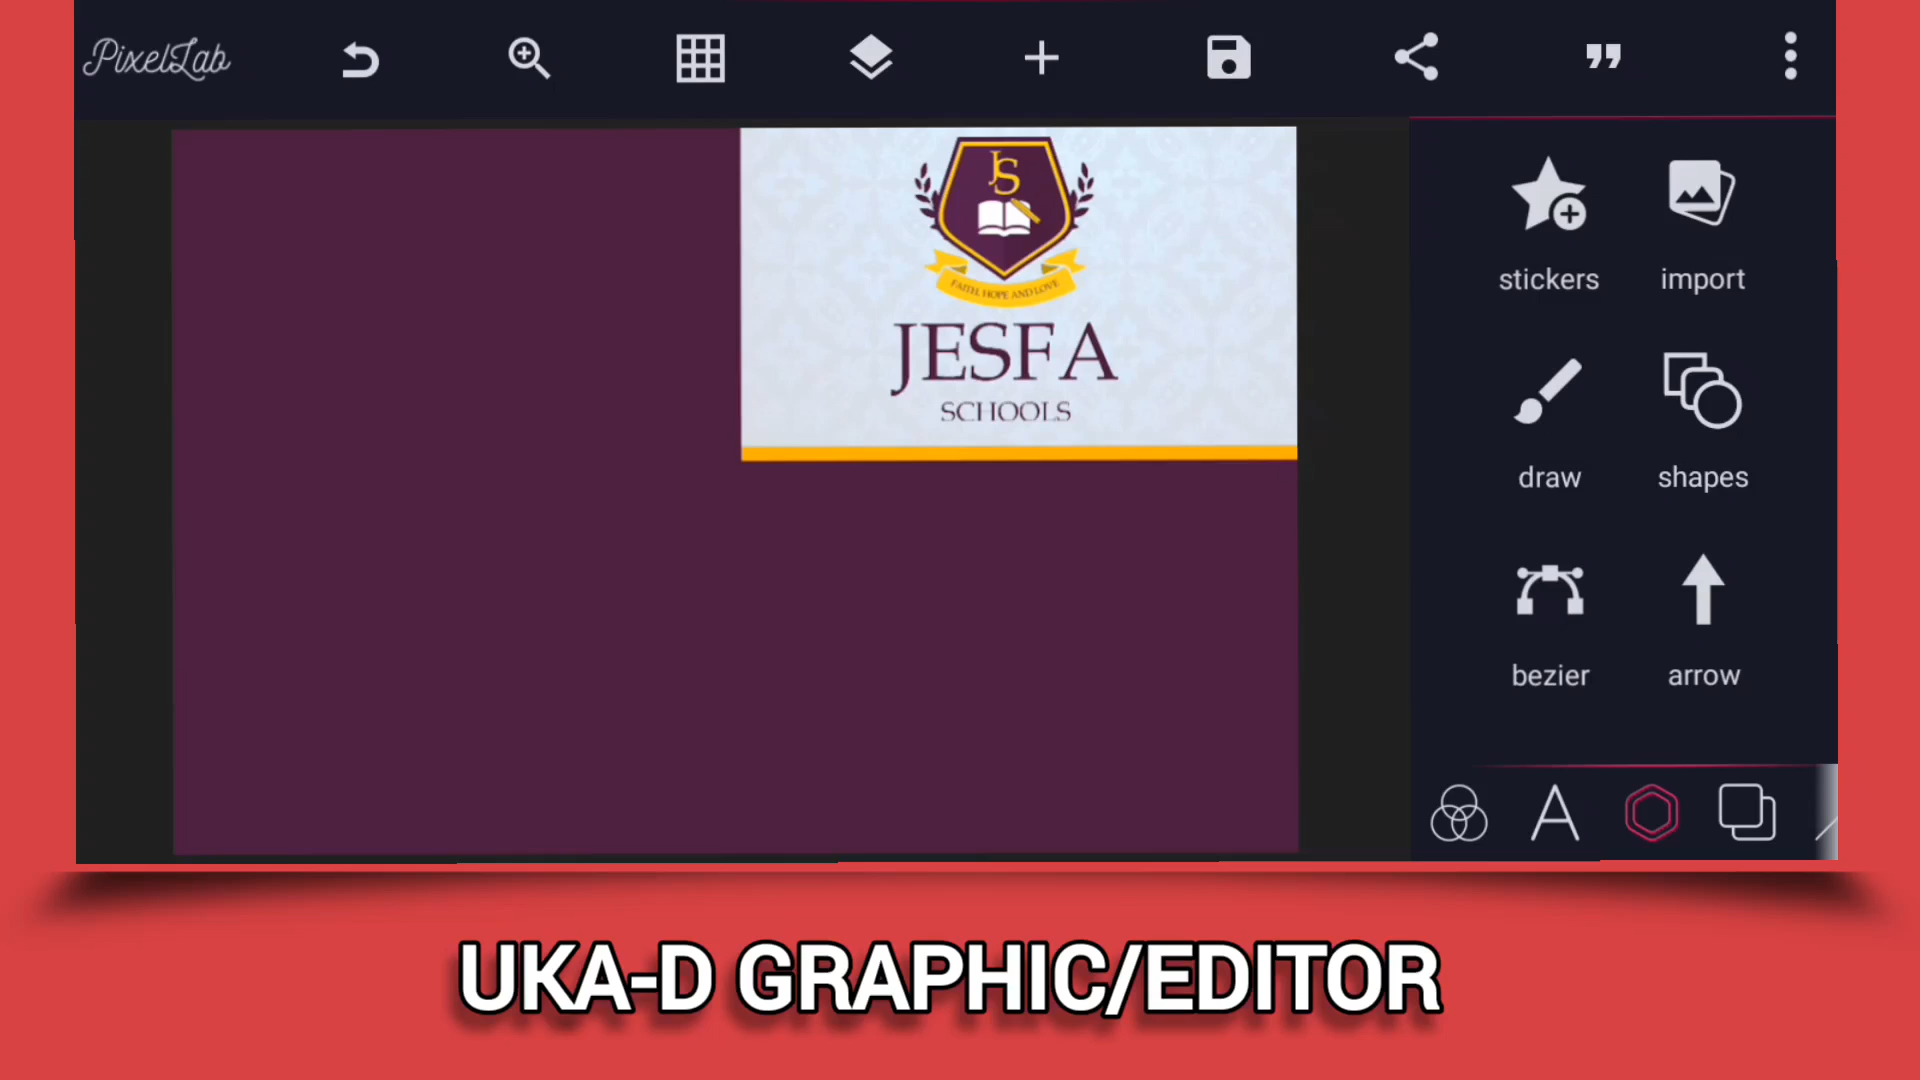 PixelLab
JS
FAITH, HOPE AND LOVE
JESFA
SCHOOLS
stickers
import
draw
shapes
bezier
arrow
UKA-D GRAPHIC/EDITOR